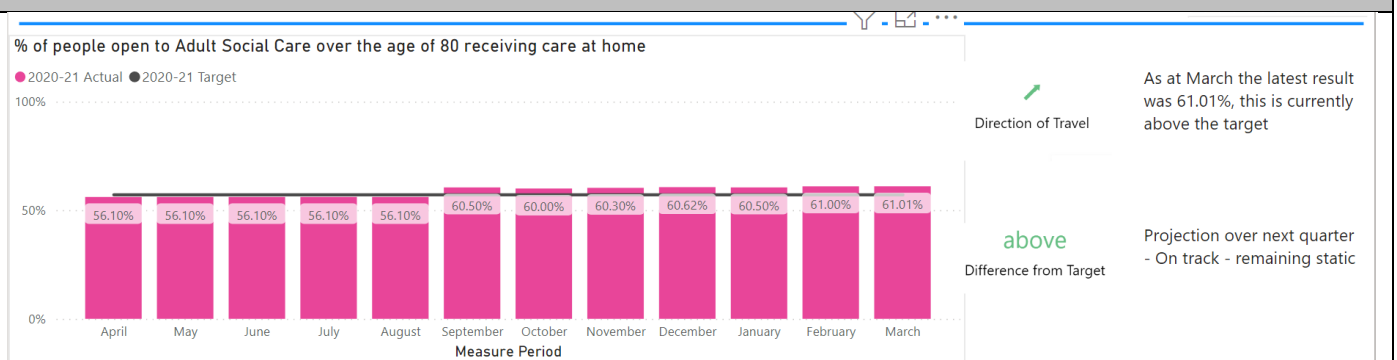 % of people open to Adult Social Care over the age of 80 receiving care at home
2020-21 Actual 2020-21 Target
100%
50%
0%
56.10% 56.10% 56.10% 56.10% 56.10% 60.50% 60.00% 60.30% 60.62% 60.50% 61.00% 61.01%
April May June July August September October November December January February March
Measure Period
Direction of Travel
As at March the latest result
was 61.01%, this is currently
above the target
above
Difference from Target
Projection over next quarter
- On track - remaining static